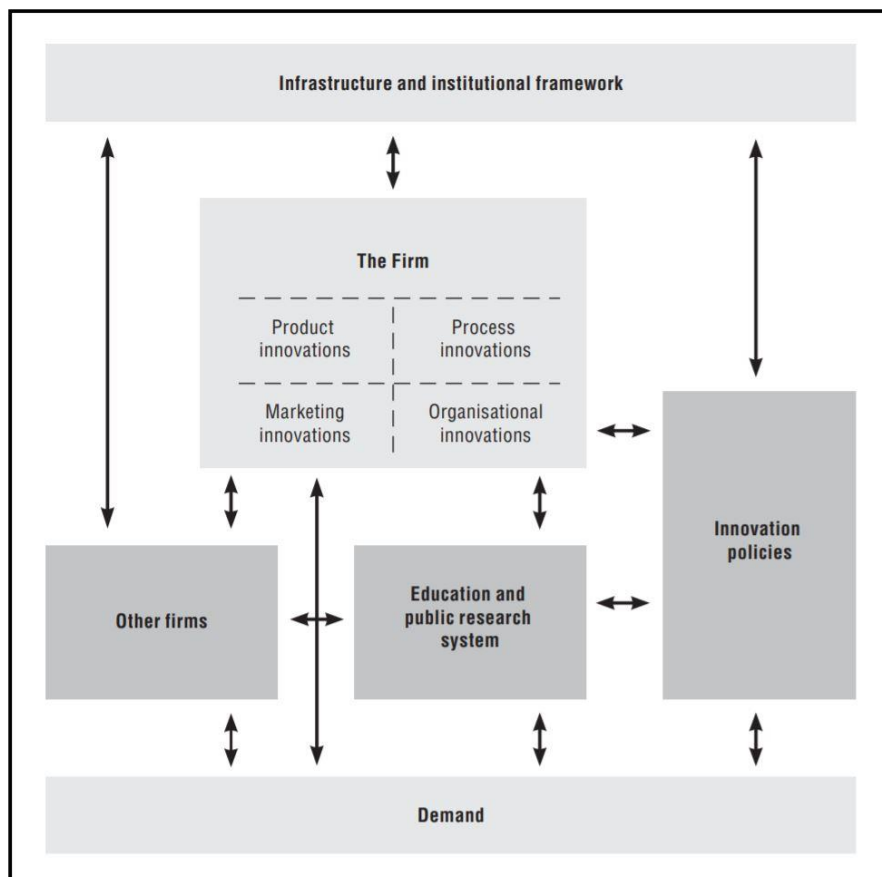 Infrastructure and institutional framework
The Firm
Product
innovations
Process
innovations
Marketing
innovations
Organisational
innovations
Innovation
policies
Other firms
Education and
public research
system
Demand